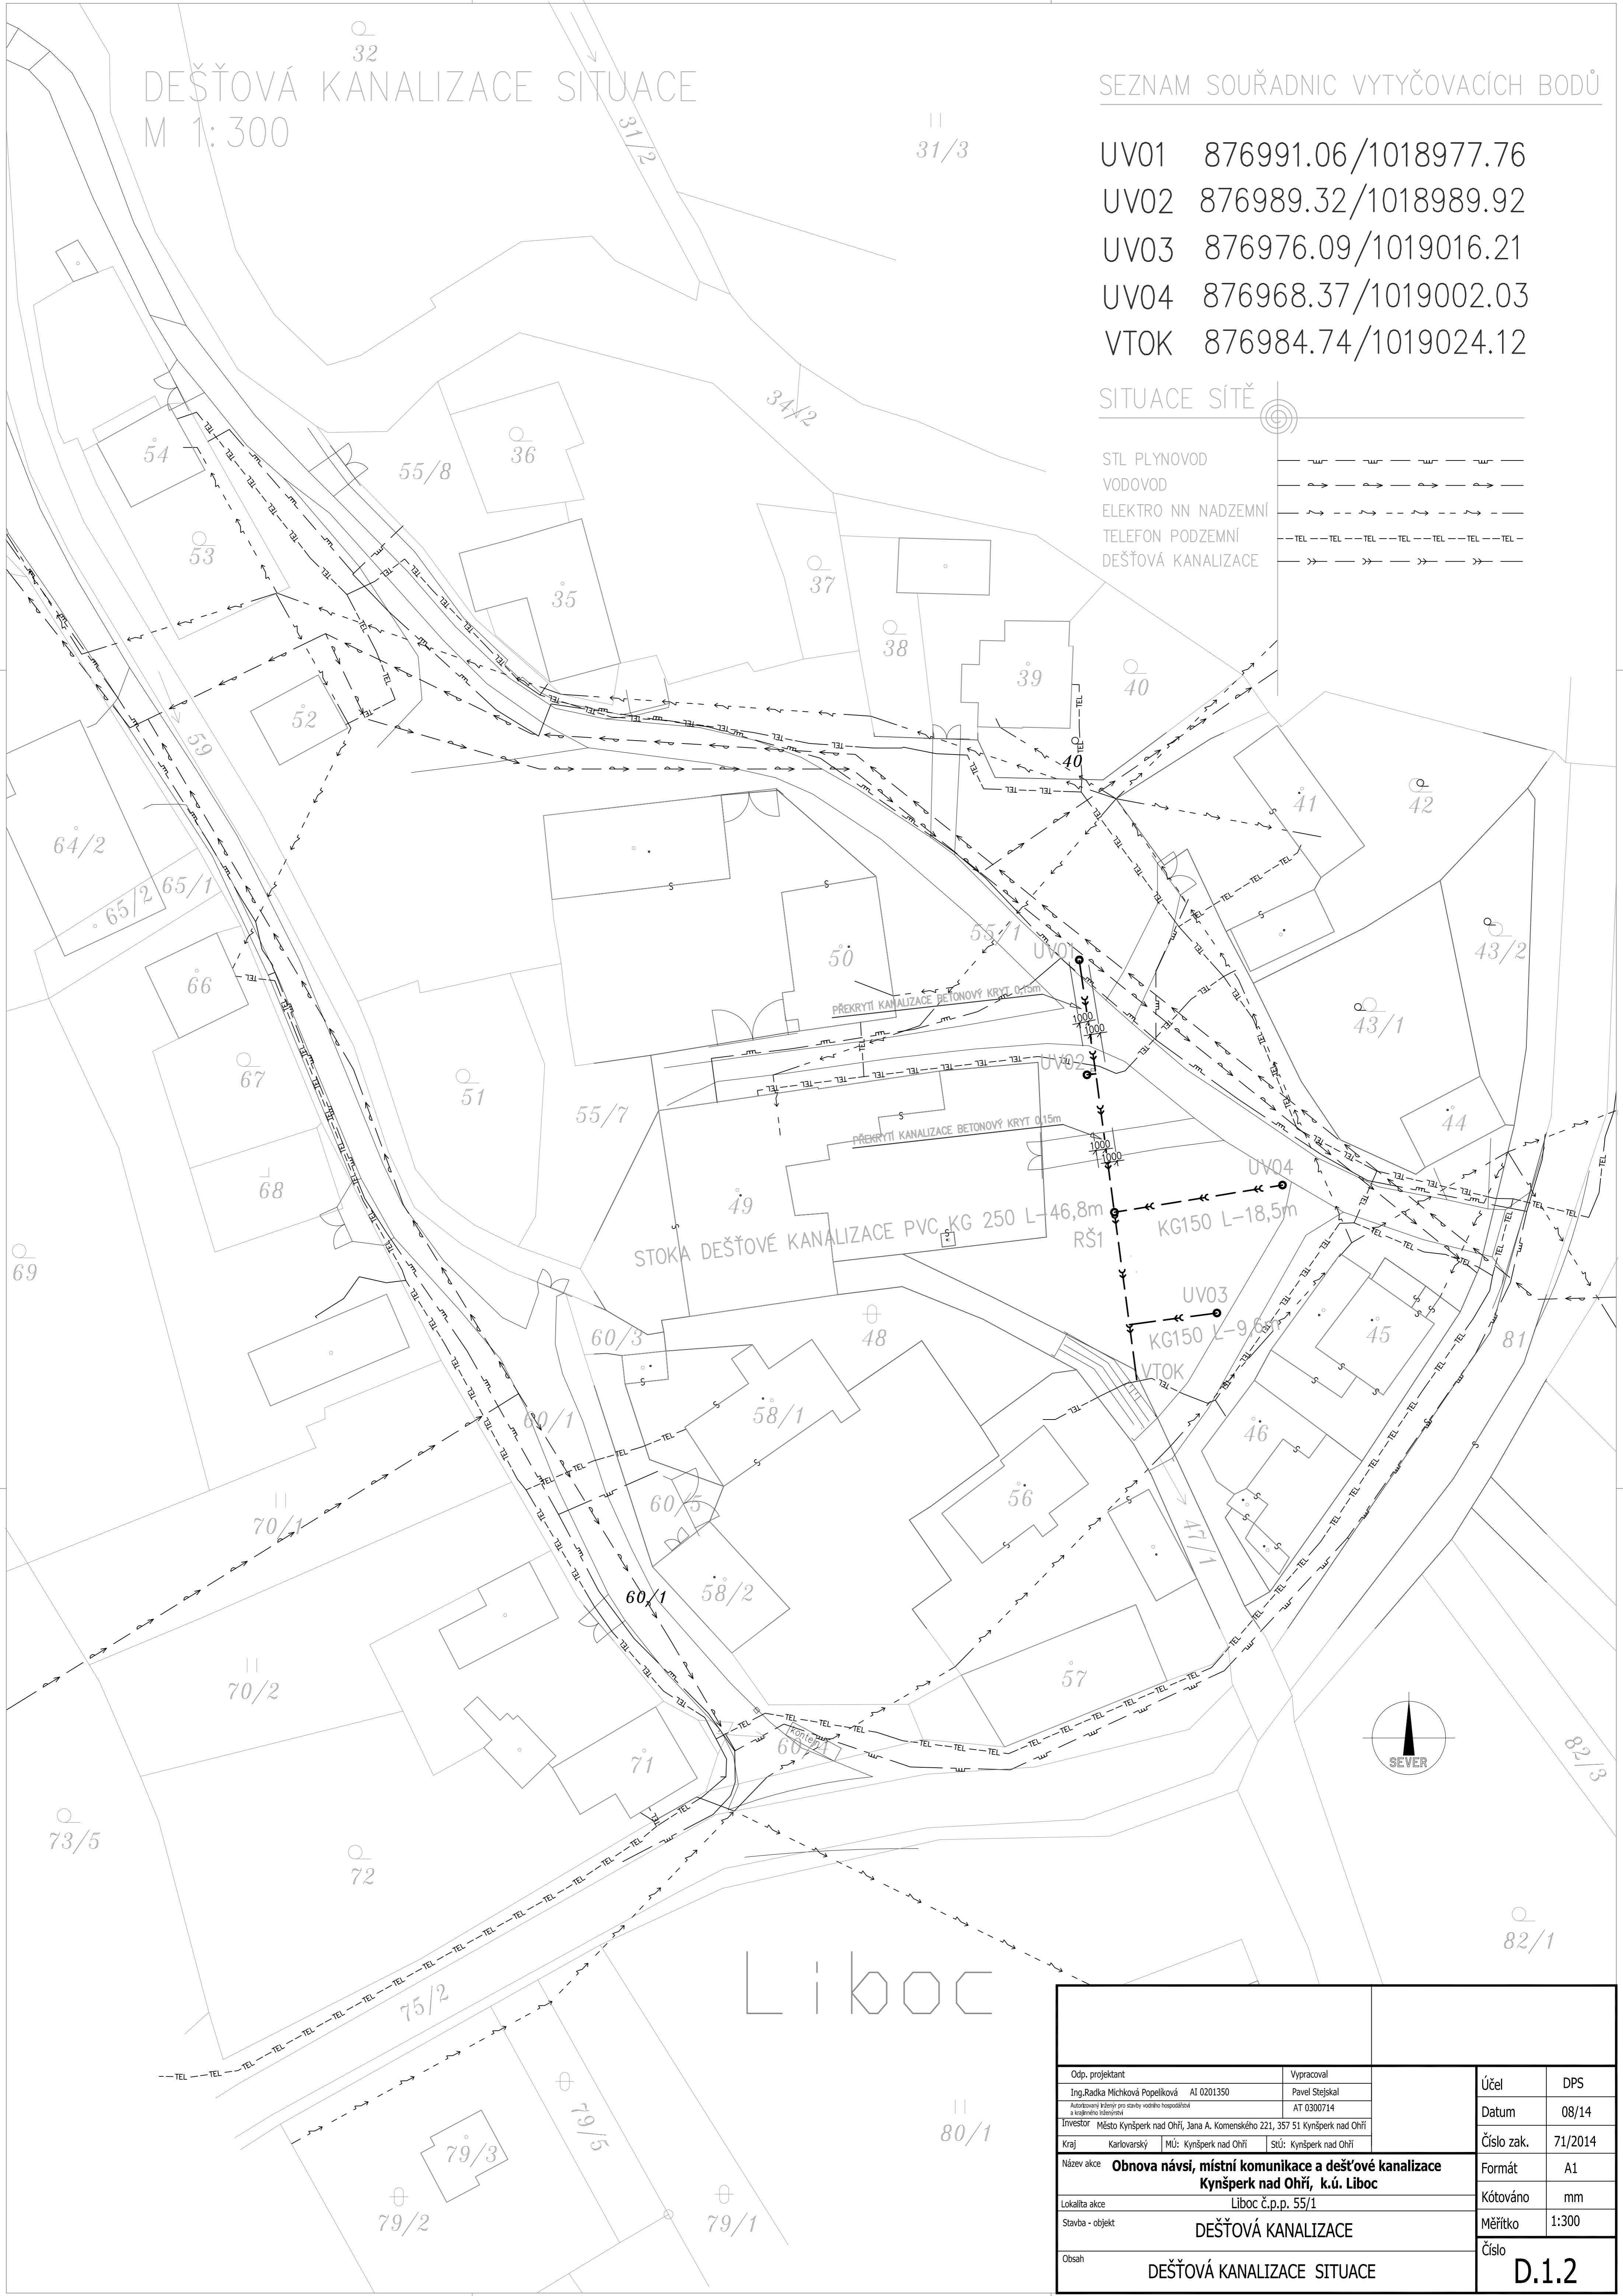 DEŠŤOVÁ KANALIZACE SITUACE
M 1:300
SEZNAM SOUŘADNIC VYTYČOVACÍCH BODŮ
UV01 876991.06/1018977.76
UV02 876989.32/1018989.92
UV03 876976.09/1019016.21
UV04 876968.37/1019002.03
VTOK 876984.74/1019024.12
SITUACE SÍTĚ
STL PLYNOVOD
VODOVOD
ELEKTRO NN NADZEMNÍ
TELEFON PODZEMNÍ
DEŠŤOVÁ KANALIZACE
32
31/2
31/3
34/2
54
55/8
36
53
35
37
38
39
40
40
52
59
41
42
64/2
65/2
65/1
50
55/1
UV01
43/2
66
PŘEKRYTÍ KANALIZACE BETONOVÝ KRYT 0,15m
1000
1000
43/1
67
51
UV02
55/7
44
PŘEKRYTÍ KANALIZACE BETONOVÝ KRYT 0,15m
1000
1000
68
49
UV04
STOKA DEŠŤOVÉ KANALIZACE PVC KG 250 L-46,8m
KG150 L-18,5m
RŠ1
69
UV03
60/3
48
KG150 L-9,6m
45
81
VTOK
60/1
58/1
46
70/1
60/5
56
47/1
58/2
60/1
57
70/2
71
SEVER
82/3
73/5
72
82/1
75/2
Liboc
79/5
79/3
80/1
79/2
79/1
Odp. projektant
Vypracoval
Ing.Radka Michková Popelíková AI 0201350
Pavel Stejskal
Autorizovaný inženýr pro stavby vodního hospodářství
a krajinného inženýrství
AT 0300714
Investor Město Kynšperk nad Ohří, Jana A. Komenského 221, 357 51 Kynšperk nad Ohří
Kraj Karlovarský MÚ: Kynšperk nad Ohří StÚ: Kynšperk nad Ohří
Název akce Obnova návsi, místní komunikace a dešťové kanalizace
Kynšperk nad Ohří, k.ú. Liboc
Lokalita akce Liboc č.p.p. 55/1
Stavba - objekt DEŠŤOVÁ KANALIZACE
Obsah DEŠŤOVÁ KANALIZACE SITUACE
Účel DPS
Datum 08/14
Číslo zak. 71/2014
Formát A1
Kótováno mm
Měřítko 1:300
Číslo
D.1.2